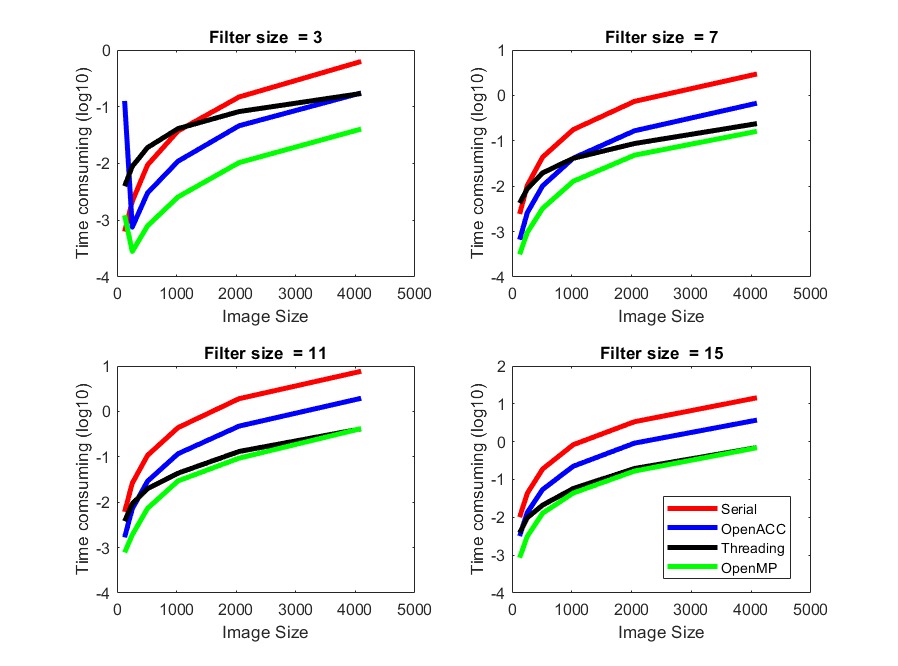 Filter size = 3
0
-1
-2
-3
-4
Time comsuming (log10)
0 1000 2000 3000 4000 5000
Image Size
Filter size = 7
1
0
-1
-2
-3
-4
Time comsuming (log10)
0 1000 2000 3000 4000 5000
Image Size
Filter size = 11
1
0
-1
-2
-3
-4
Time comsuming (log10)
0 1000 2000 3000 4000 5000
Image Size
Filter size = 15
2
1
0
-1
-2
-3
-4
Time comsuming (log10)
0 1000 2000 3000 4000 5000
Image Size
Serial
OpenACC
Threading
OpenMP